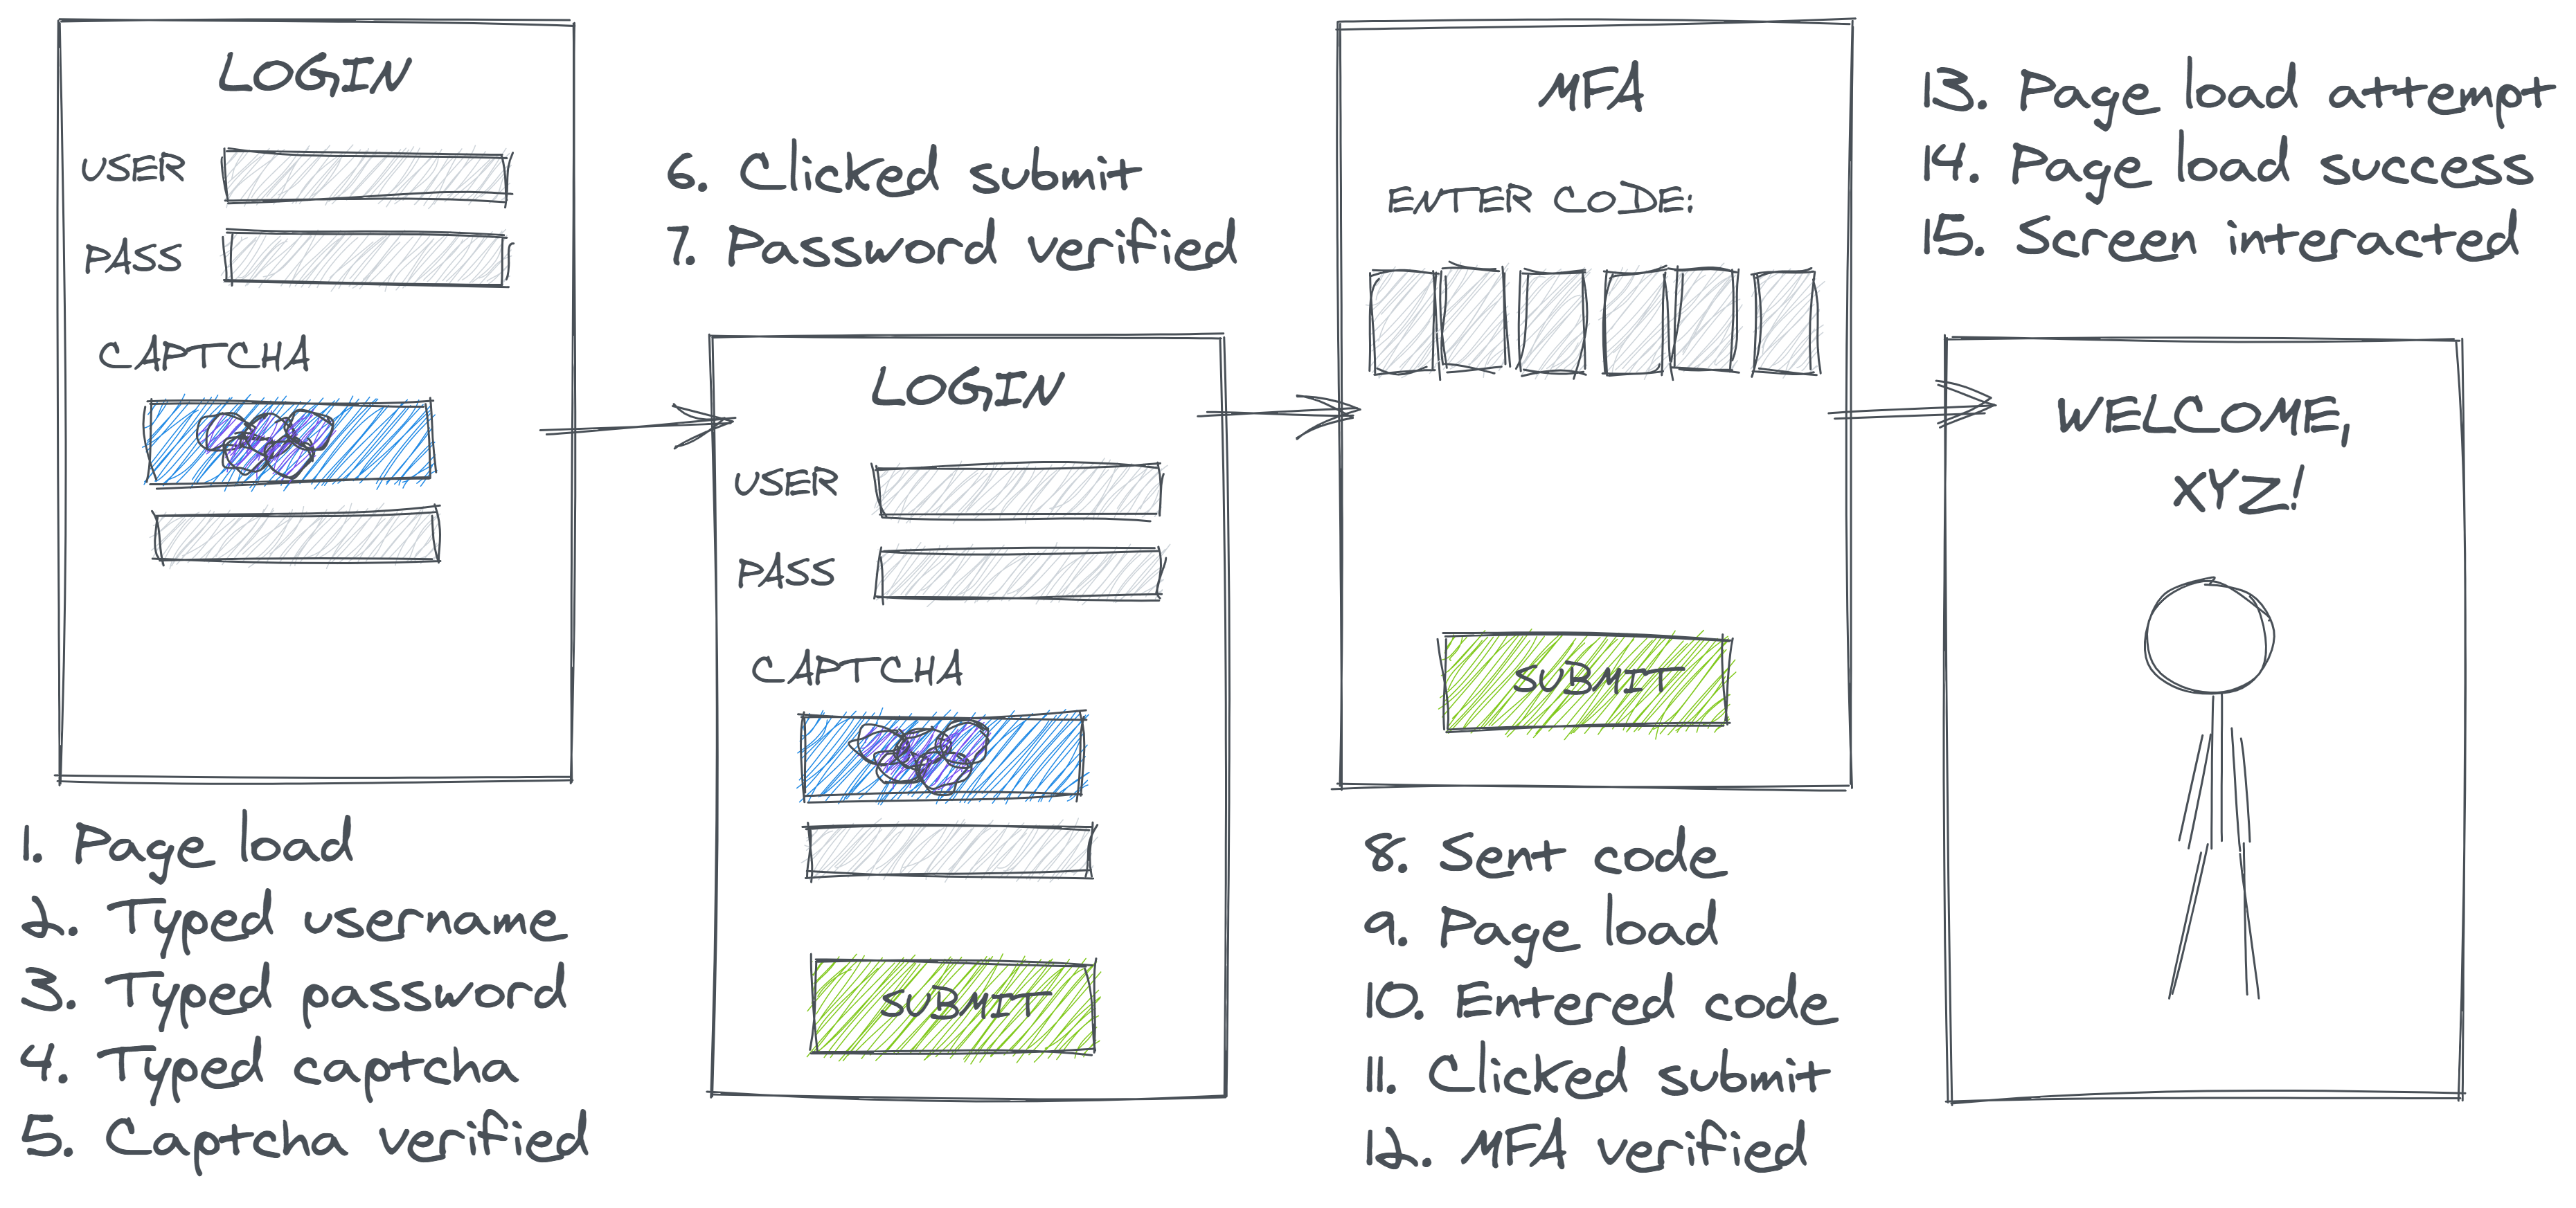 LOGIN
USER
PASS
CAPTCHA
1. Page load
2. Typed username
3. Typed password
4. Typed captcha
5. Captcha verified
6. Clicked submit
7. Password verified
LOGIN
USER
PASS
CAPTCHA
SUBMIT
MFA
ENTER CODE:
SUBMIT
8. Sent code
9. Page load
10. Entered code
11. Clicked submit
12. MFA verified
13. Page load attempt
14. Page load success
15. Screen interacted
WELCOME,
XYZ!